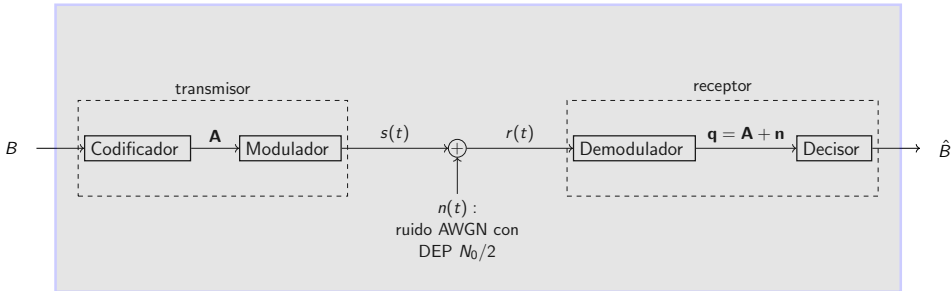 transmisor
receptor
B
Codificador
A
Modulador
s(t)
r(t)
Demodulador
q = A + n
Decisor
B̂
n(t) :
ruido AWGN con
DEP N₀/2